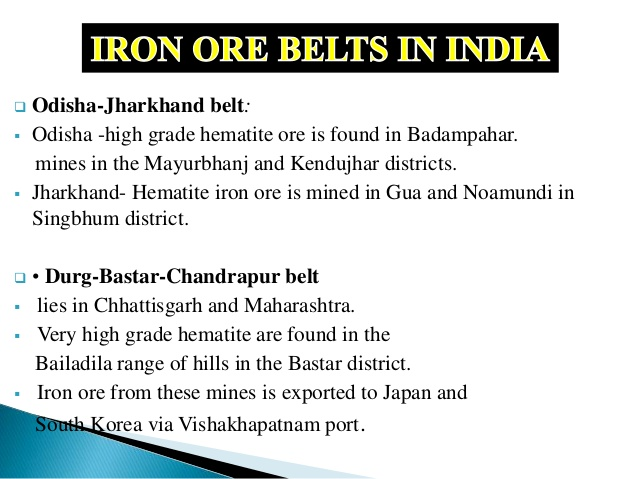 IRON ORE BELTS IN INDIA
❑ Odisha-Jharkhand belt:
▪ Odisha -high grade hematite ore is found in Badampahar.
mines in the Mayurbhanj and Kendujhar districts.
▪ Jharkhand- Hematite iron ore is mined in Gua and Noamundi in
Singbhum district.
❑ • Durg-Bastar-Chandrapur belt
▪ lies in Chhattisgarh and Maharashtra.
▪ Very high grade hematite are found in the
Bailadila range of hills in the Bastar district.
▪ Iron ore from these mines is exported to Japan and
South Korea via Vishakhapatnam port.